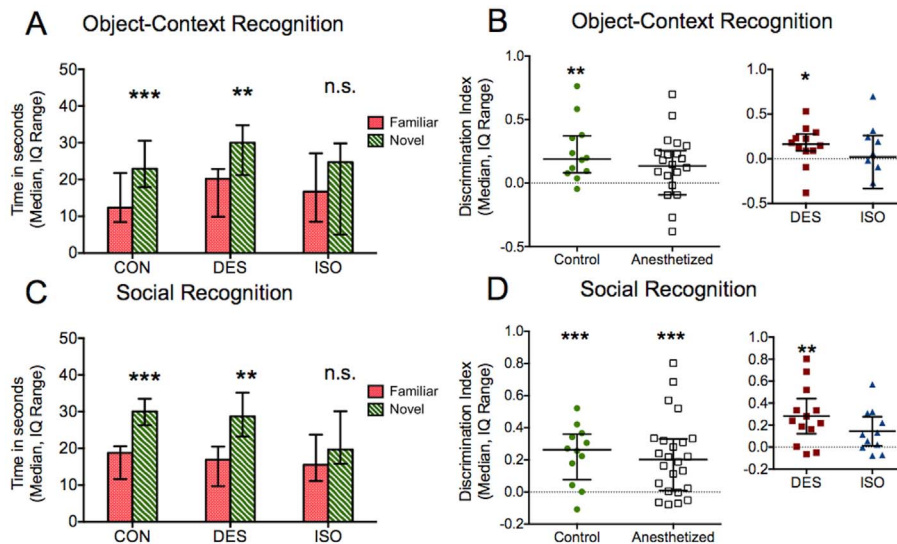 A
Object-Context Recognition
Time in seconds
(Median, IQ Range)
50
40
30
20
10
0
***
**
n.s.
Familiar
Novel
CON
DES
ISO
B
Object-Context Recognition
Discrimination Index
(Median, IQ Range)
1.0
0.5
0.0
-0.5
**
Control
Anesthetized
1.0
0.5
0.0
-0.5
*
DES
ISO
C
Social Recognition
Time in seconds
(Median, IQ Range)
50
40
30
20
10
0
***
**
n.s.
Familiar
Novel
CON
DES
ISO
D
Social Recognition
Discrimination Index
(Median, IQ Range)
1.0
0.8
0.6
0.4
0.2
0.0
-0.2
***
***
Control
Anesthetized
1.0
0.8
0.6
0.4
0.2
0.0
-0.2
**
DES
ISO